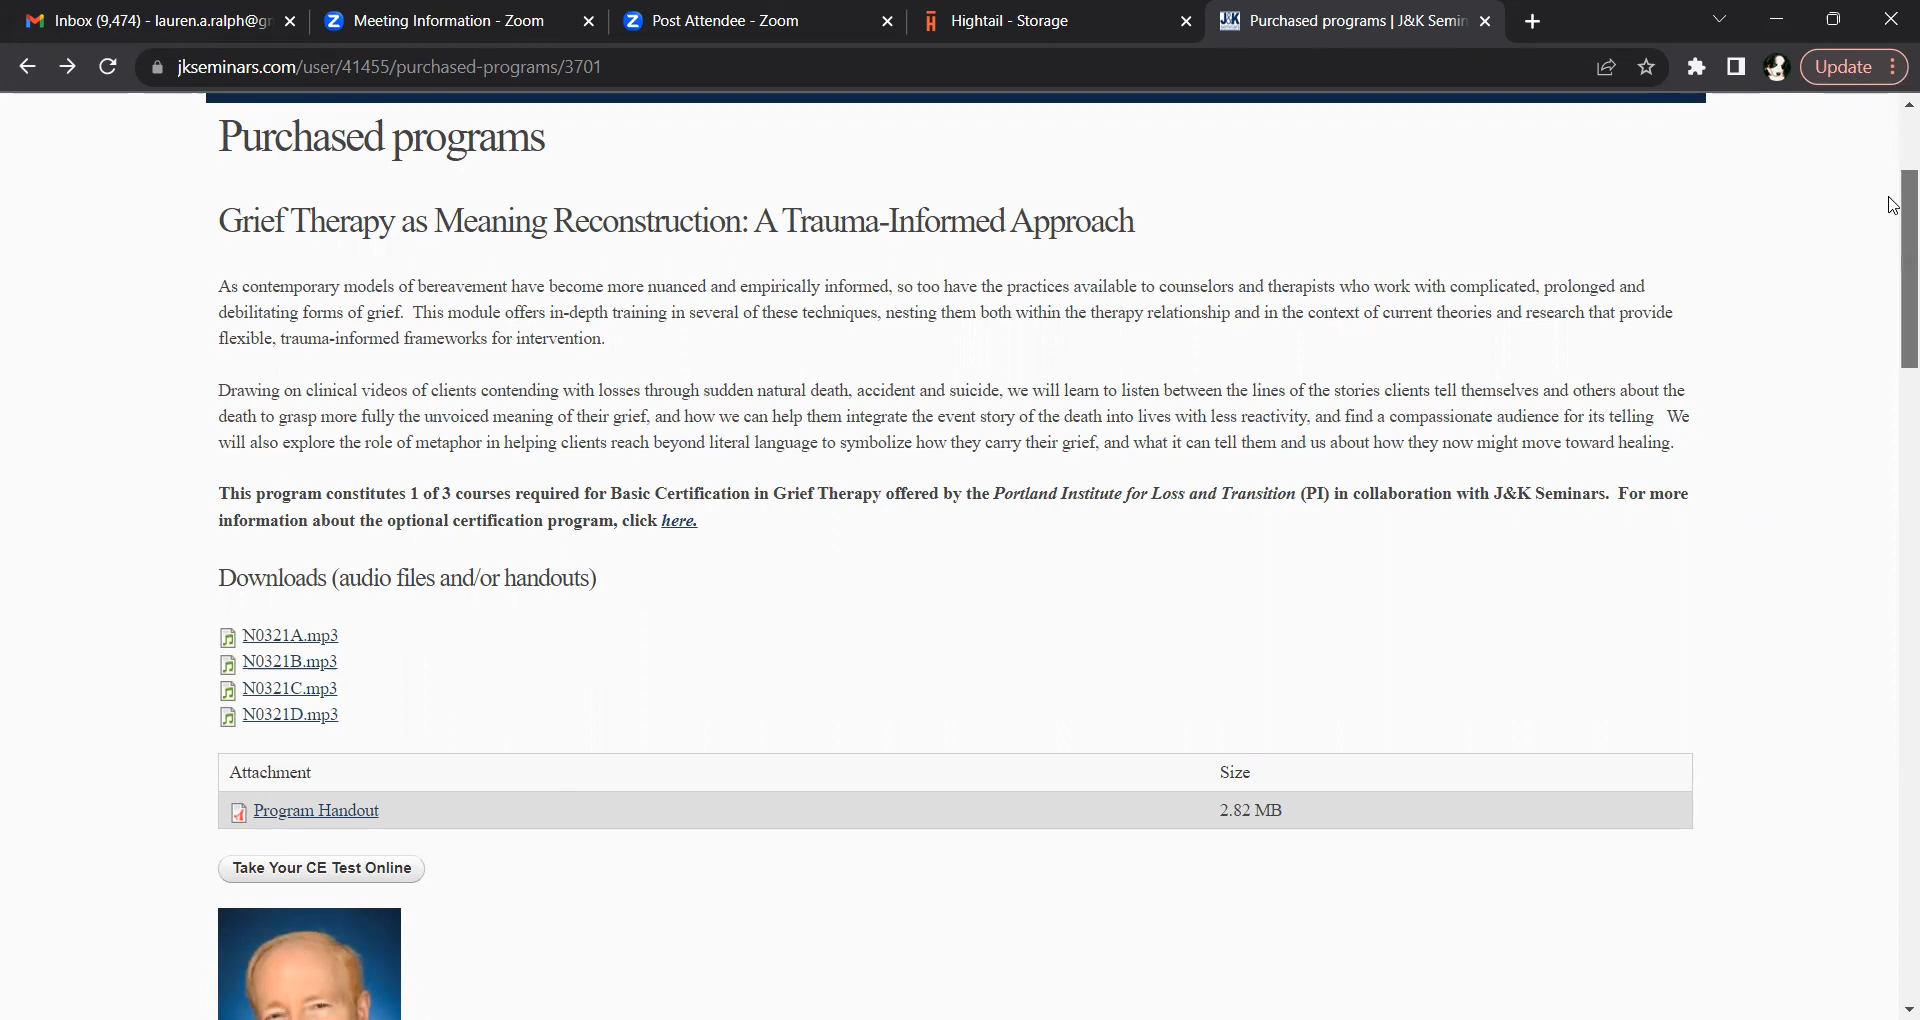 Inbox (9,474) - lauren.a.ralph@gr
Meeting Information - Zoom
Post Attendee - Zoom
Hightail - Storage
Purchased programs | J&K Semin
jkseminars.com/user/41455/purchased-programs/3701
Update
Purchased programs
Grief Therapy as Meaning Reconstruction: A Trauma-Informed Approach
As contemporary models of bereavement have become more nuanced and empirically informed, so too have the practices available to counselors and therapists who work with complicated, prolonged and
debilitating forms of grief. This module offers in-depth training in several of these techniques, nesting them both within the therapy relationship and in the context of current theories and research that provide
flexible, trauma-informed frameworks for intervention.
Drawing on clinical videos of clients contending with losses through sudden natural death, accident and suicide, we will learn to listen between the lines of the stories clients tell themselves and others about the
death to grasp more fully the unvoiced meaning of their grief, and how we can help them integrate the event story of the death into lives with less reactivity, and find a compassionate audience for its telling We
will also explore the role of metaphor in helping clients reach beyond literal language to symbolize how they carry their grief, and what it can tell them and us about how they now might move toward healing.
This program constitutes 1 of 3 courses required for Basic Certification in Grief Therapy offered by the Portland Institute for Loss and Transition (PI) in collaboration with J&K Seminars. For more
information about the optional certification program, click here.
Downloads (audio files and/or handouts)
N0321A.mp3
N0321B.mp3
N0321C.mp3
N0321D.mp3
Attachment Size
Program Handout 2.82 MB
Take Your CE Test Online